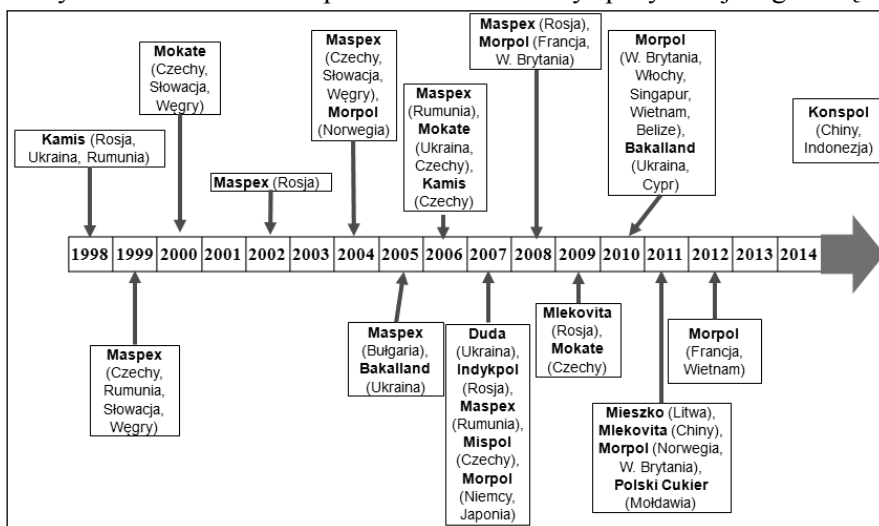 Kamis (Rosja,
Ukraina, Rumunia)
Mokate
(Czechy,
Słowacja,
Węgry)
Maspex (Rosja)
Maspex
(Czechy,
Słowacja,
Węgry),
Morpol
(Norwegia)
Maspex
(Rumunia),
Mokate
(Ukraina,
Czechy),
Kamis
(Czechy)
Maspex (Rosja),
Morpol (Francja,
W. Brytania)
Morpol
(W. Brytania,
Włochy,
Singapur,
Wietnam,
Belize),
Bakalland
(Ukraina,
Cypr)
Konspol
(Chiny,
Indonezja)
1998 1999 2000 2001 2002 2003 2004 2005 2006 2007 2008 2009 2010 2011 2012 2013 2014
Maspex
(Czechy,
Rumunia,
Słowacja,
Węgry)
Maspex
(Bułgaria),
Bakalland
(Ukraina)
Duda
(Ukraina),
Indykpol
(Rosja),
Maspex
(Rumunia),
Mispol
(Czechy),
Morpol
(Niemcy,
Japonia)
Mlekovita
(Rosja),
Mokate
(Czechy)
Mieszko (Litwa),
Mlekovita (Chiny),
Morpol (Norwegia,
W. Brytania),
Polski Cukier
(Mołdawia)
Morpol
(Francja,
Wietnam)